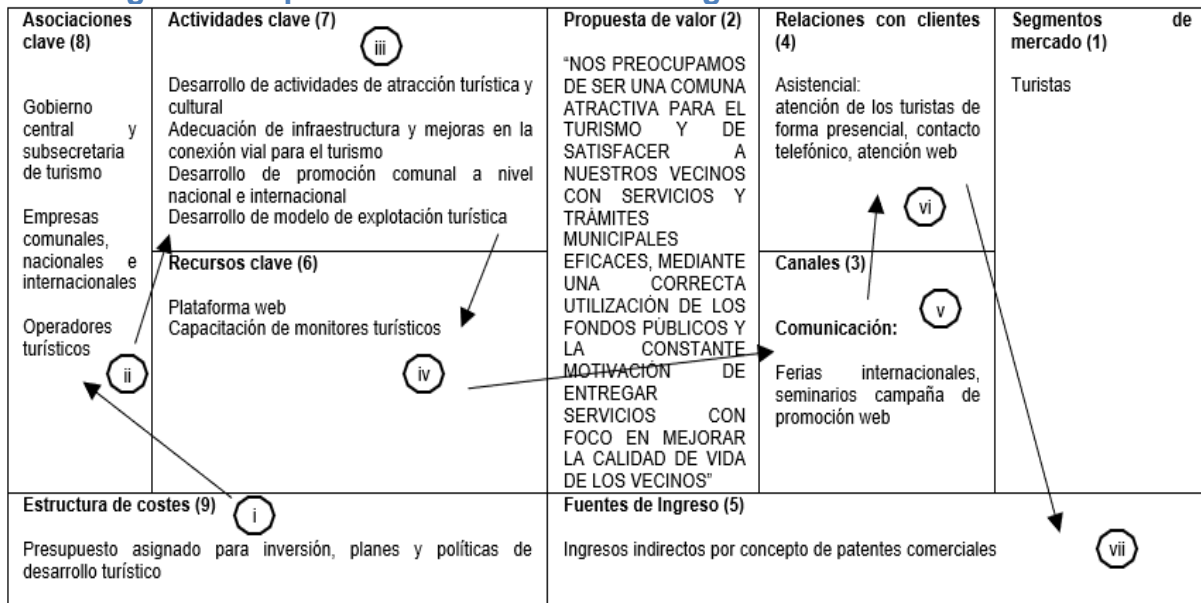 Asociaciones
clave (8)
Gobierno
central y
subsecretaria
de turismo
Empresas
comunales,
nacionales e
internacionales
Operadores
turísticos
ii
Actividades clave (7)
iii
Desarrollo de actividades de atracción turística y
cultural
Adecuación de infraestructura y mejoras en la
conexión vial para el turismo
Desarrollo de promoción comunal a nivel
nacional e internacional
Desarrollo de modelo de explotación turística
Recursos clave (6)
Plataforma web
Capacitación de monitores turísticos
iv
Propuesta de valor (2)
“NOS PREOCUPAMOS
DE SER UNA COMUNA
ATRACTIVA PARA EL
TURISMO Y DE
SATISFACER A
NUESTROS VECINOS
CON SERVICIOS Y
TRÁMITES
MUNICIPALES
EFICACES, MEDIANTE
UNA CORRECTA
UTILIZACIÓN DE LOS
FONDOS PÚBLICOS Y
LA CONSTANTE
MOTIVACIÓN DE
ENTREGAR
SERVICIOS CON
FOCO EN MEJORAR
LA CALIDAD DE VIDA
DE LOS VECINOS”
Relaciones con clientes
(4)
Asistencial:
atención de los turistas de
forma presencial, contacto
telefónico, atención web
vi
Canales (3)
v
Comunicación:
Ferias internacionales,
seminarios campaña de
promoción web
Segmentos de
mercado (1)
Turistas
Estructura de costes (9)
i
Presupuesto asignado para inversión, planes y políticas de
desarrollo turístico
Fuentes de Ingreso (5)
Ingresos indirectos por concepto de patentes comerciales
vii